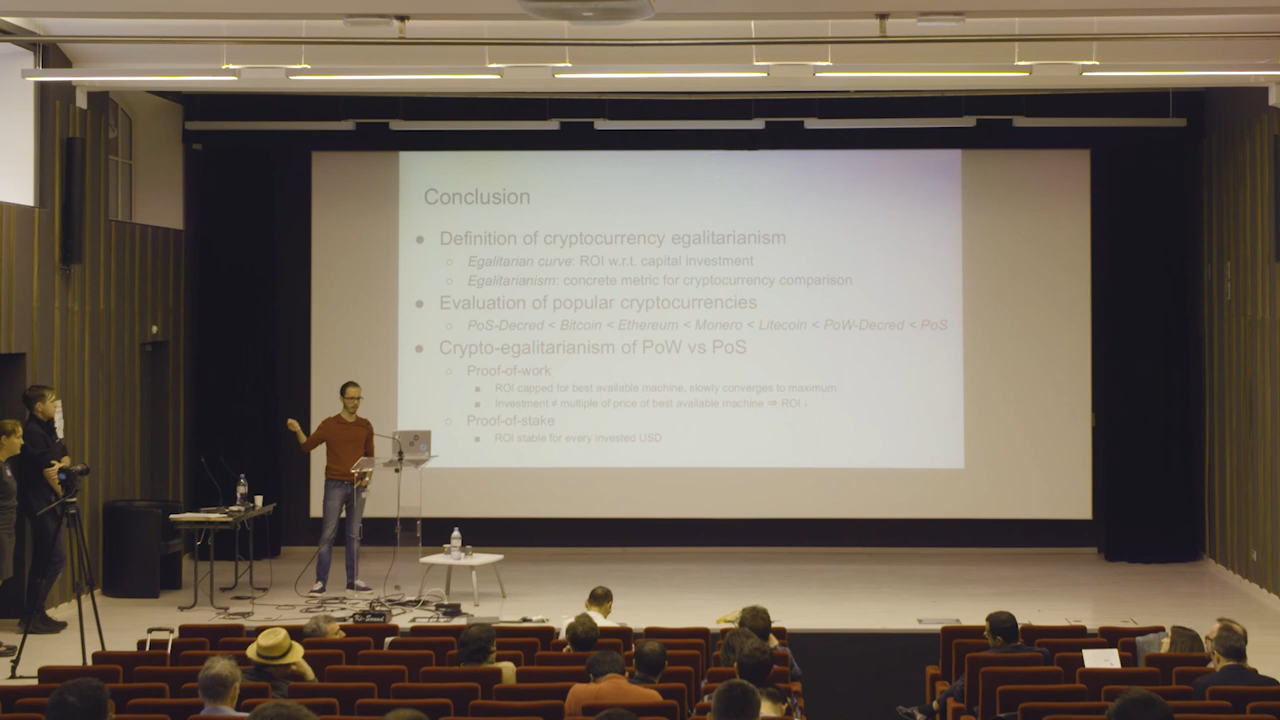 Conclusion
Definition of cryptocurrency egalitarianism
Egalitarian curve: ROI w.r.t. capital investment
Egalitarianism: concrete metric for cryptocurrency comparison
Evaluation of popular cryptocurrencies
PoS-Decred < Bitcoin < Ethereum < Monero < Litecoin < PoW-Decred < PoS
Crypto-egalitarianism of PoW vs PoS
Proof-of-work
ROI capped for best available machine, slowly converges to maximum
Investment ≠ multiple of price of best available machine ⇒ ROI ↓
Proof-of-stake
ROI stable for every invested USD